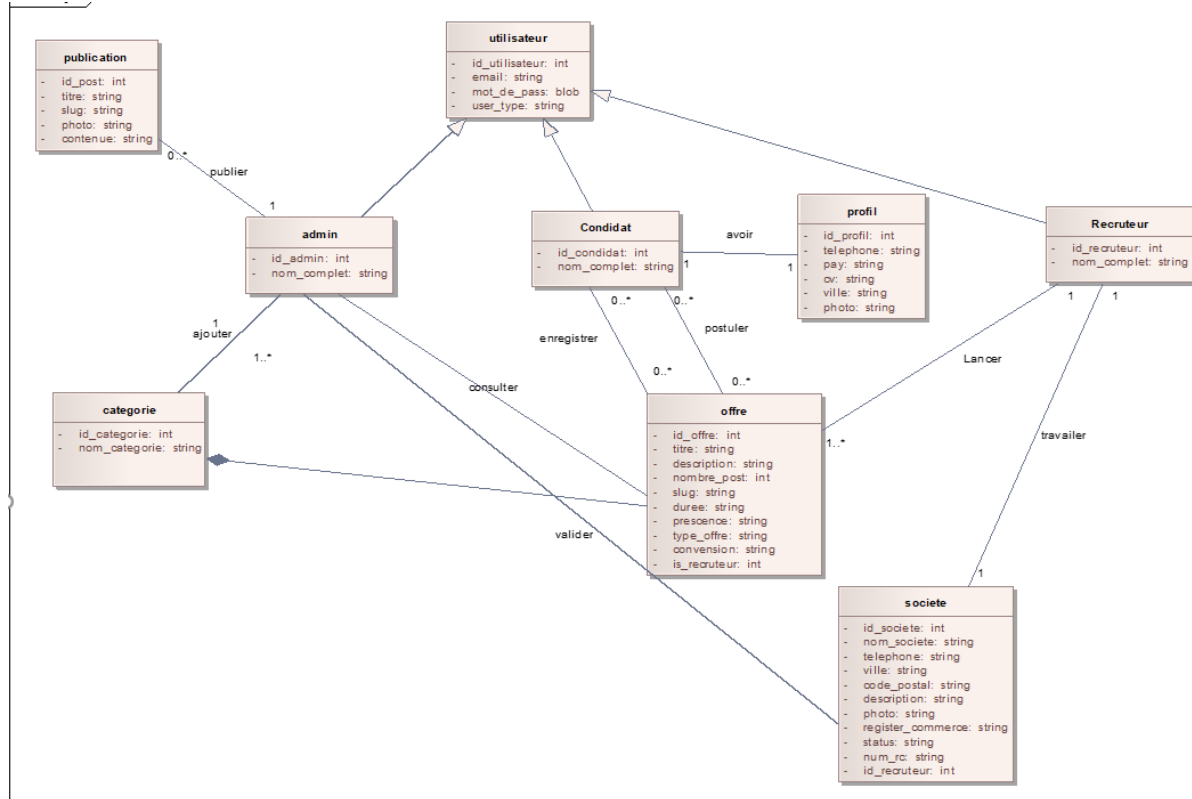 utilisateur
- id_utilisateur: int
- email: string
- mot_de_pass: blob
- user_type: string
publication
- id_post: int
- titre: string
- slug: string
- photo: string
- contenue: string
0..*
publier
1
admin
- id_admin: int
- nom_complet: string
Condidat
- id_condidat: int
- nom_complet: string
avoir
1
1
profil
- id_profil: int
- telephone: string
- pay: string
- cv: string
- ville: string
- photo: string
Recruteur
- id_recruteur: int
- nom_complet: string
1
ajouter
1..*
0..*
0..*
enregistrer
postuler
0..*
0..*
1
1
Lancer
1..*
travailer
1
consulter
valider
categorie
- id_categorie: int
- nom_categorie: string
offre
- id_offre: int
- titre: string
- description: string
- nombre_post: int
- slug: string
- duree: string
- prescence: string
- type_offre: string
- convension: string
- is_recruteur: int
societe
- id_societe: int
- nom_societe: string
- telephone: string
- ville: string
- code_postal: string
- description: string
- photo: string
- register_commerce: string
- status: string
- num_rc: string
- id_recruteur: int